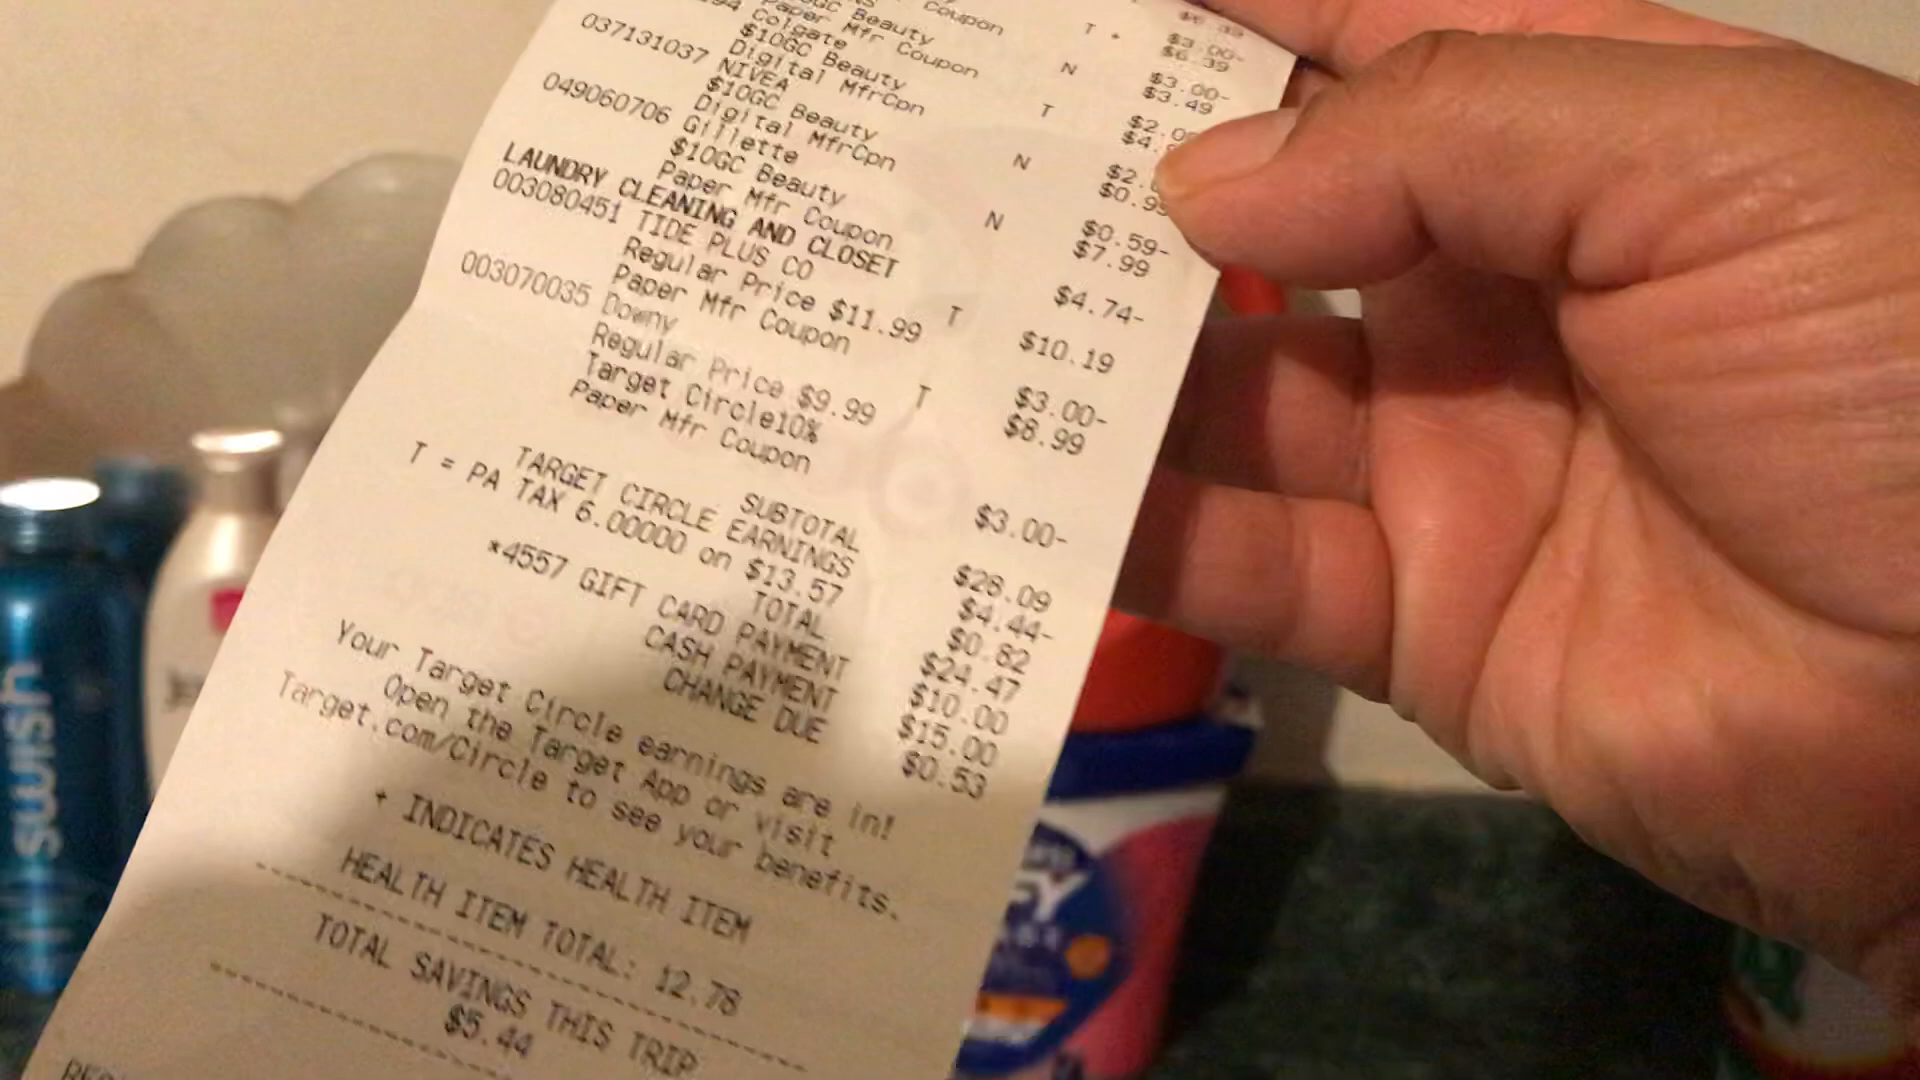 Coupon
$10GC Beauty
Paper Mfr Coupon T + $3.00-
Colgate $6.39
$10GC Beauty
Digital MfrCpn N $3.00-
037131037 NIVEA $3.49
$10GC Beauty
Digital MfrCpn T
049060706 Gillette
$10GC Beauty
Paper Mfr Coupon N $0.99
LAUNDRY CLEANING AND CLOSET
003080451 TIDE PLUS CO N $0.59-
Regular Price $11.99 $7.99
Paper Mfr Coupon T $4.74-
003070035 Downy $10.19
Regular Price $9.99 T $3.00-
Target Circle10% $8.99
Paper Mfr Coupon
$3.00-
SUBTOTAL $28.09
TARGET CIRCLE EARNINGS $4.44-
T = PA TAX 6.00000 on $13.57 $0.82
TOTAL $24.47
*4557 GIFT CARD PAYMENT $10.00
CASH PAYMENT $15.00
CHANGE DUE $0.53
Your Target Circle earnings are in!
Open the Target App or visit
Target.com/Circle to see your benefits.
+ INDICATES HEALTH ITEM
HEALTH ITEM TOTAL: 12.78
TOTAL SAVINGS THIS TRIP
$5.44
swish